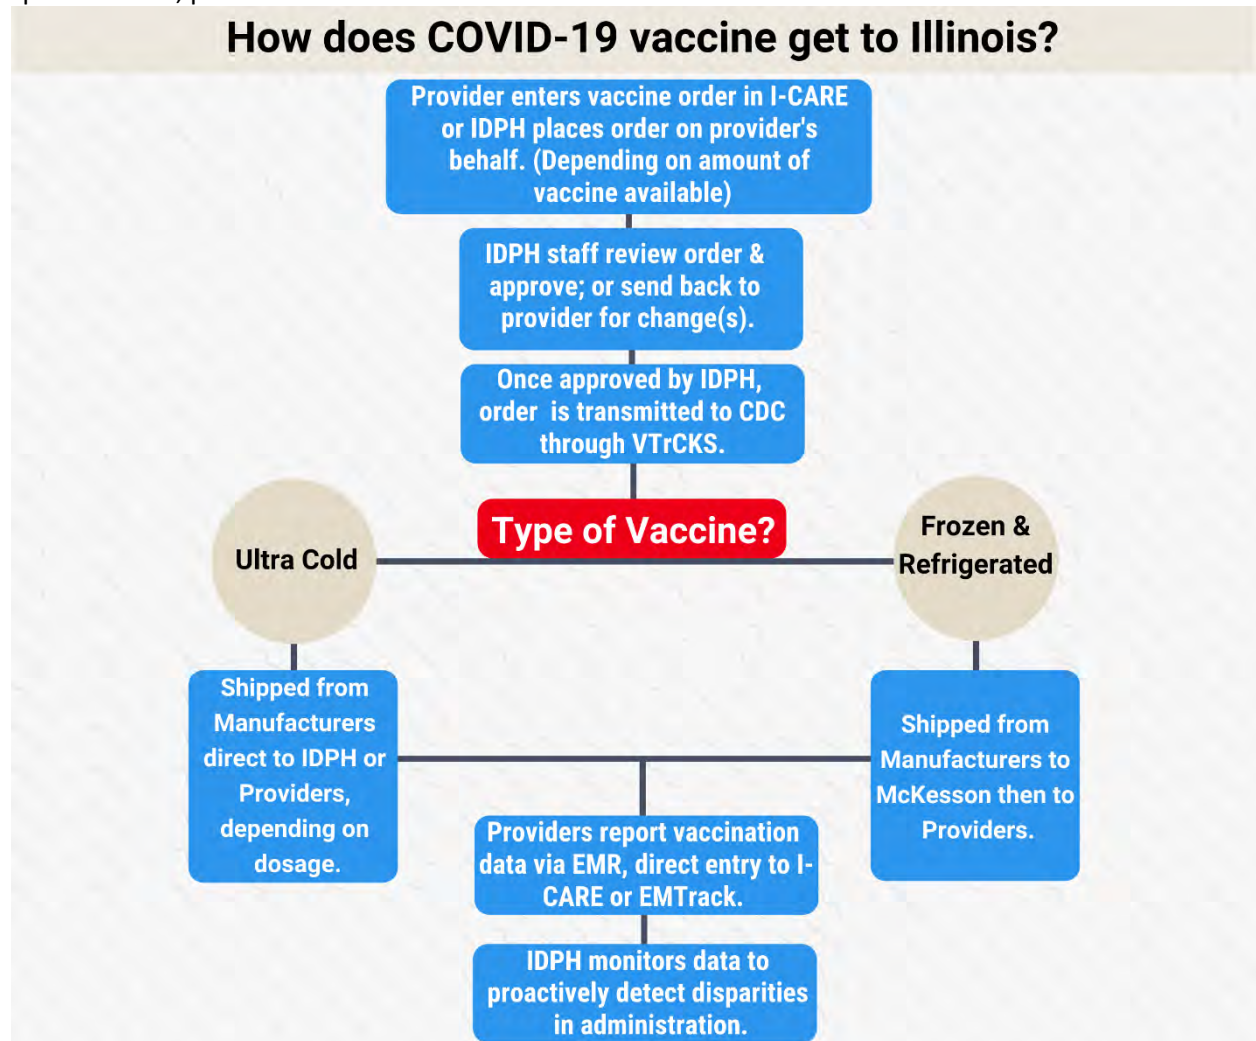 How does COVID-19 vaccine get to Illinois?
Provider enters vaccine order in I-CARE
or IDPH places order on provider's
behalf. (Depending on amount of
vaccine available)
IDPH staff review order &
approve; or send back to
provider for change(s).
Once approved by IDPH,
order is transmitted to CDC
through VTrCKS.
Type of Vaccine?
Ultra Cold
Frozen &
Refrigerated
Shipped from
Manufacturers
direct to IDPH or
Providers,
depending on
dosage.
Shipped from
Manufacturers to
McKesson then to
Providers.
Providers report vaccination
data via EMR, direct entry to I-
CARE or EMTrack.
IDPH monitors data to
proactively detect disparities
in administration.